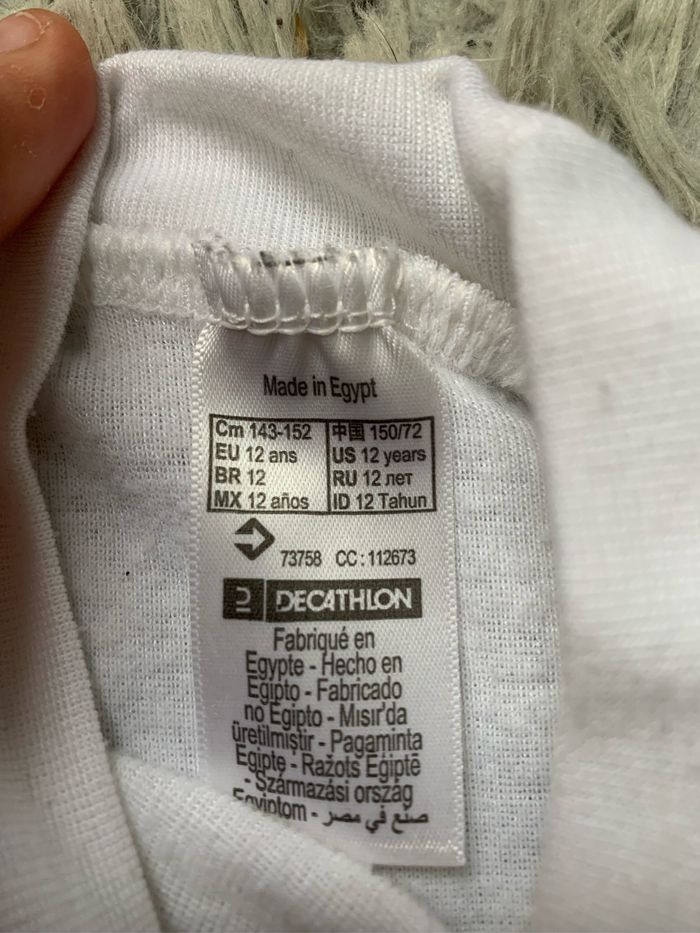 Made in Egypt
Cm 143-152 中国 150/72
EU 12 ans US 12 years
BR 12 RU 12 лет
MX 12 años ID 12 Tahun
73758 CC : 112673
DECATHLON
Fabriqué en
Egypte - Hecho en
Egipto - Fabricado
no Egipto - Mısır'da
üretilmiştir - Pagaminta
Egipte - Ražots Ēģiptē
- Származási ország
Egyiptom - صنع في مصر